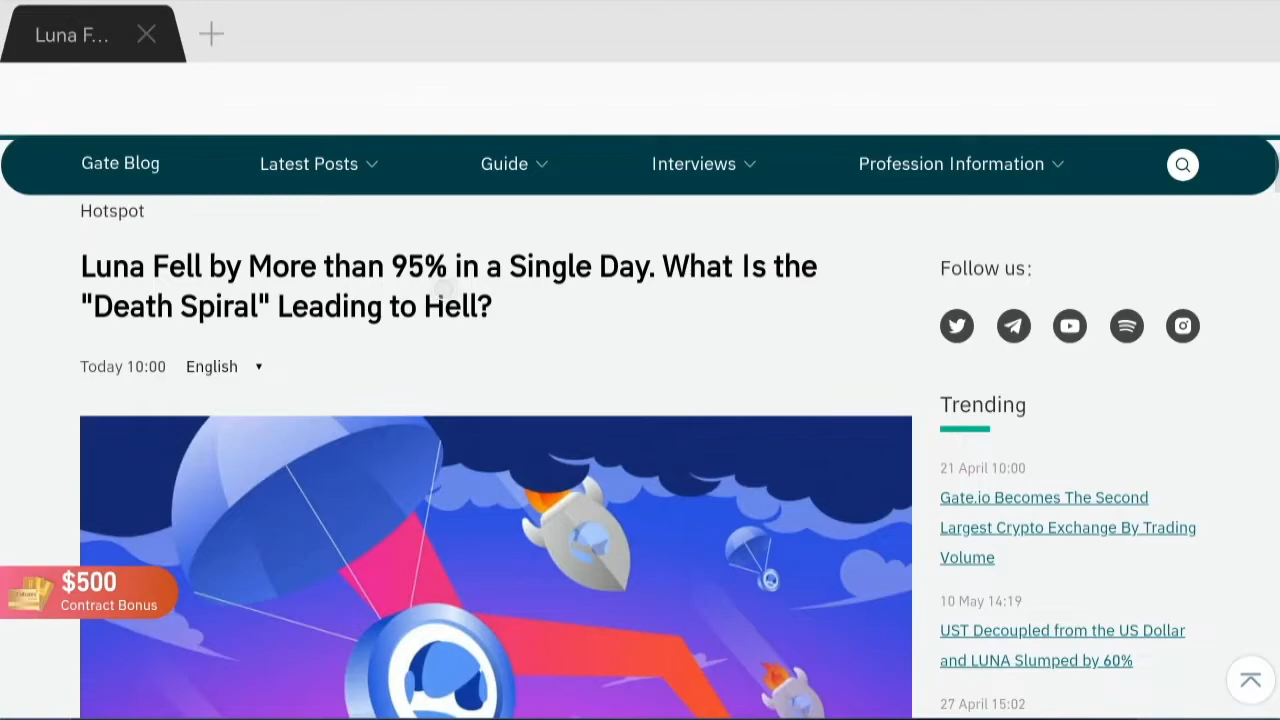 Luna F...
Gate Blog
Latest Posts
Guide
Interviews
Profession Information
Hotspot
Luna Fell by More than 95% in a Single Day. What Is the
"Death Spiral" Leading to Hell?
Today 10:00 English
Follow us:
Trending
21 April 10:00
Gate.io Becomes The Second
Largest Crypto Exchange By Trading
Volume
10 May 14:19
UST Decoupled from the US Dollar
and LUNA Slumped by 60%
27 April 15:02
$500
Contract Bonus